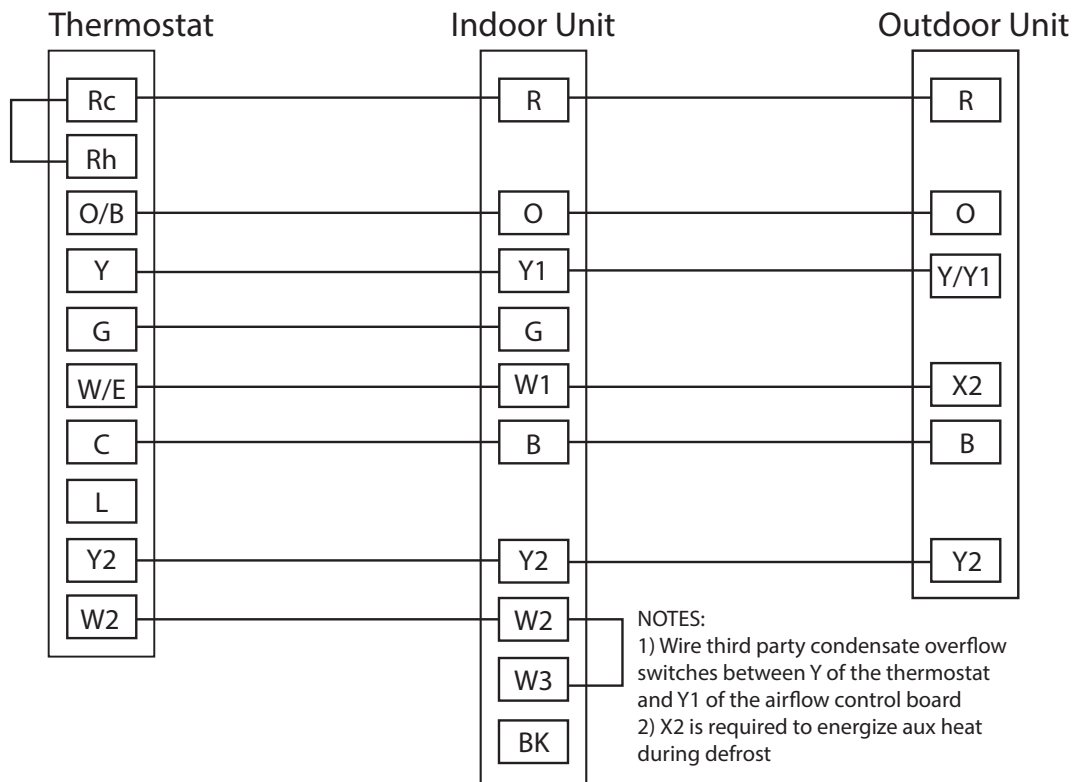 Thermostat Indoor Unit Outdoor Unit
Rc R R
Rh
O/B O O
Y Y1 Y/Y1
G G
W/E W1 X2
C B B
L
Y2 Y2 Y2
W2 W2
W3
BK
NOTES:
1) Wire third party condensate overflow
switches between Y of the thermostat
and Y1 of the airflow control board
2) X2 is required to energize aux heat
during defrost